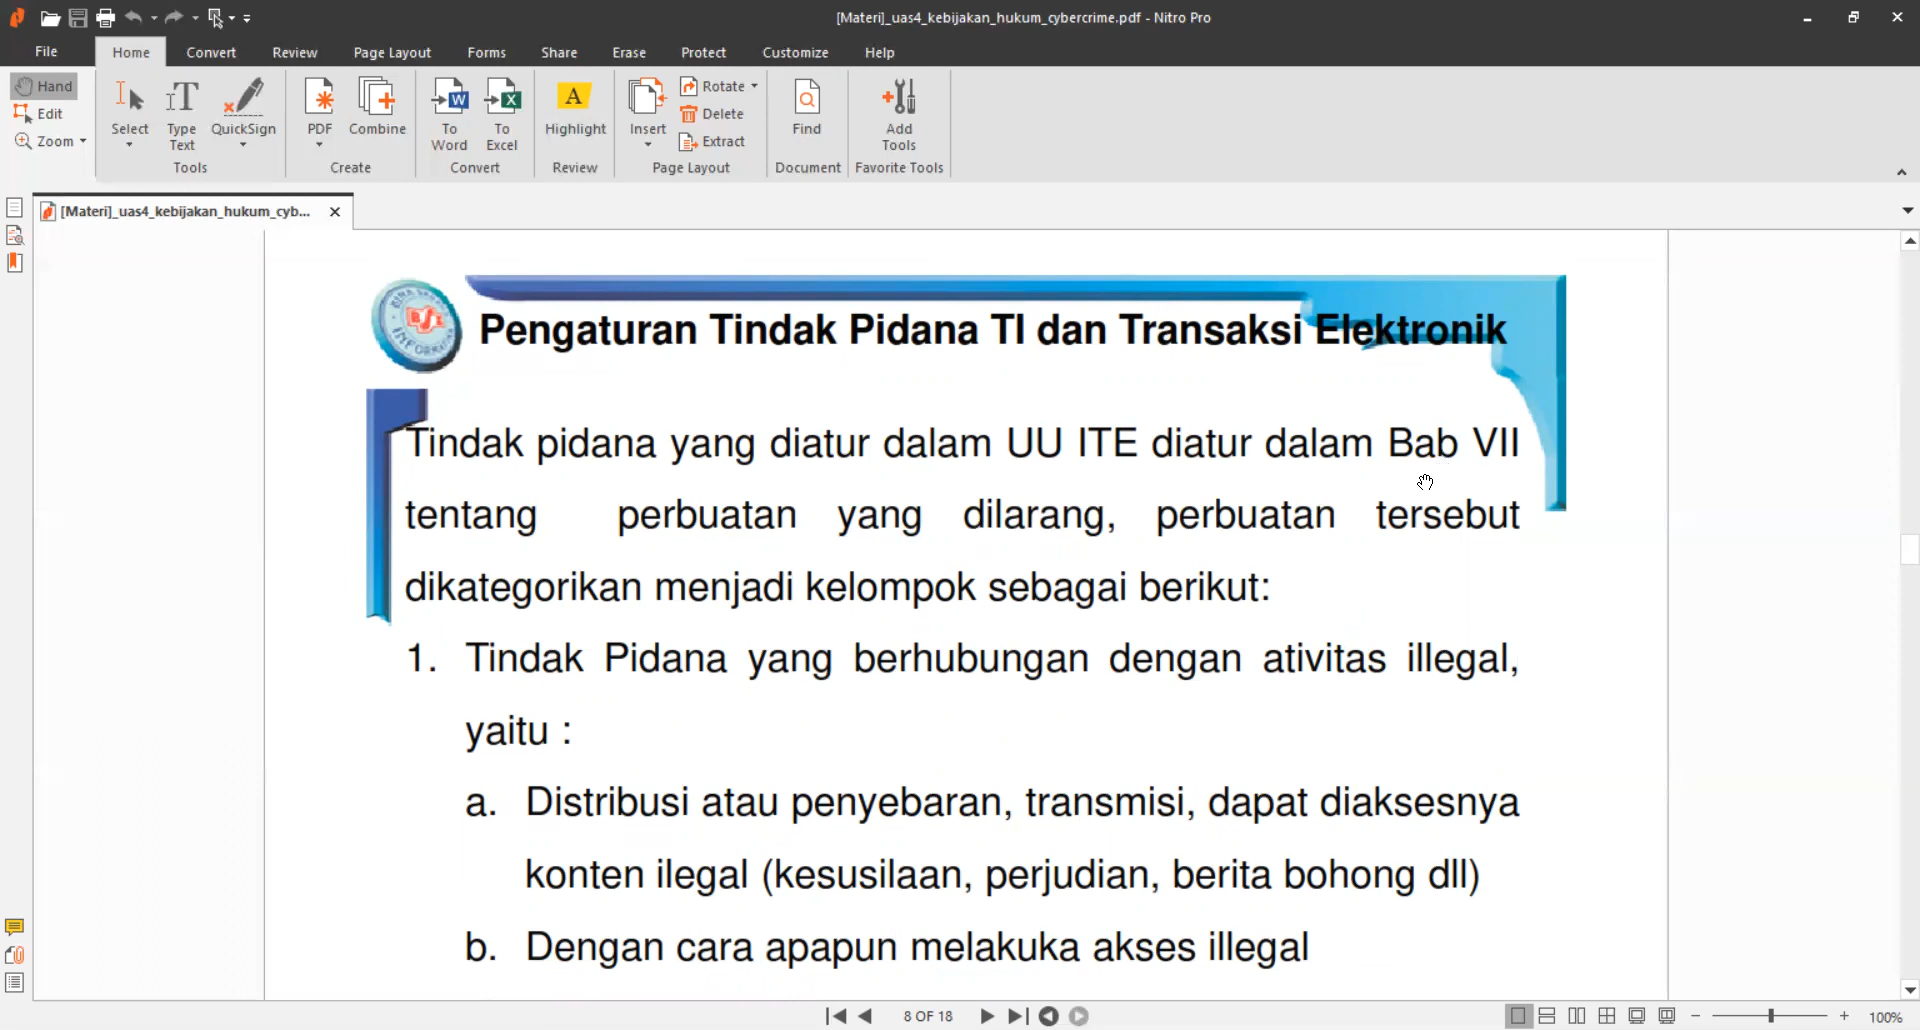 [Materi]_uas4_kebijakan_hukum_cybercrime.pdf - Nitro Pro
File Home Convert Review Page Layout Forms Share Erase Protect Customize Help
Hand
Edit
Zoom
Select
Type Text
QuickSign
Tools
PDF
Combine
Create
To Word
To Excel
Convert
Highlight
Review
Insert
Rotate
Delete
Extract
Page Layout
Find
Document
Add Tools
Favorite Tools
[Materi]_uas4_kebijakan_hukum_cyb...
BSI
Pengaturan Tindak Pidana TI dan Transaksi Elektronik
Tindak pidana yang diatur dalam UU ITE diatur dalam Bab VII
tentang perbuatan yang dilarang, perbuatan tersebut
dikategorikan menjadi kelompok sebagai berikut:
1. Tindak Pidana yang berhubungan dengan ativitas illegal,
yaitu :
a. Distribusi atau penyebaran, transmisi, dapat diaksesnya
konten ilegal (kesusilaan, perjudian, berita bohong dll)
b. Dengan cara apapun melakuka akses illegal
8 OF 18
100%